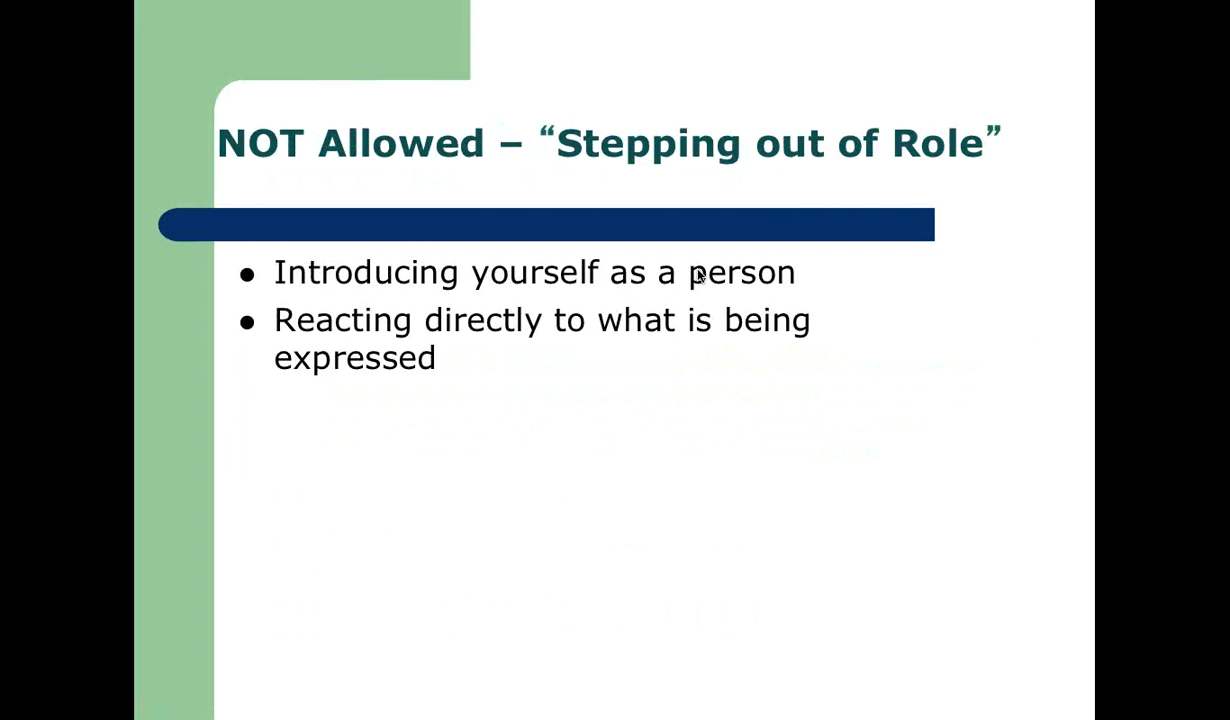 NOT Allowed – “Stepping out of Role”
● Introducing yourself as a person
● Reacting directly to what is being
expressed